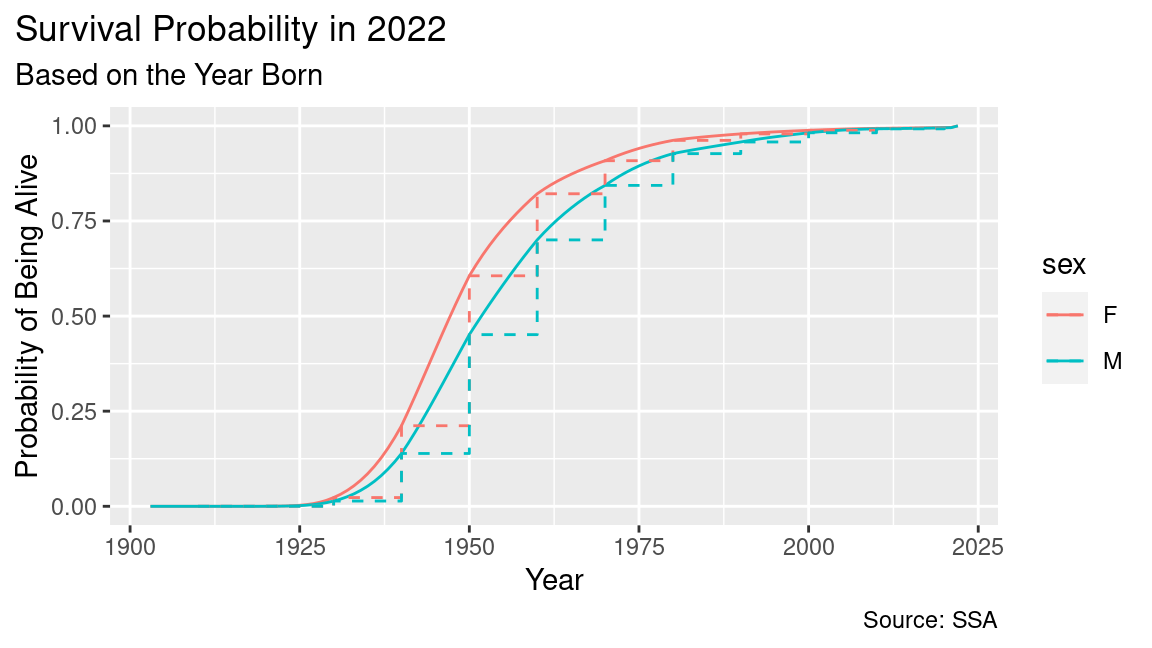 Survival Probability in 2022
Based on the Year Born
Probability of Being Alive
1.00
0.75
0.50
0.25
0.00
1900 1925 1950 1975 2000 2025
Year
sex
F
M
Source: SSA